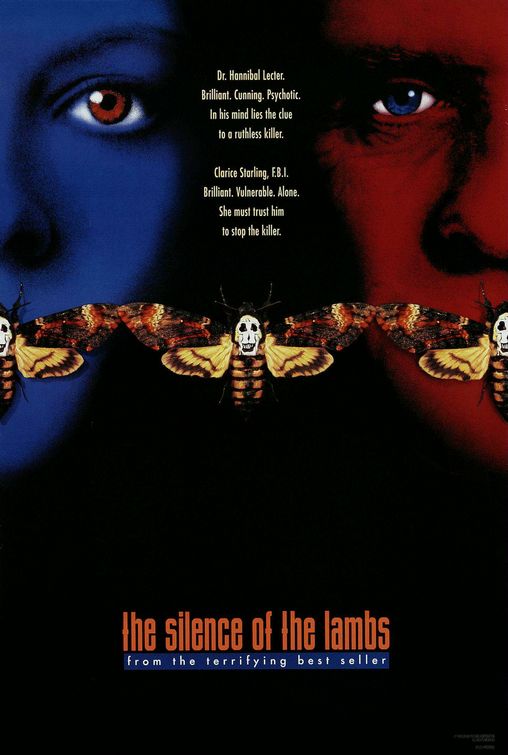 Dr. Hannibal Lecter.
Brilliant. Cunning. Psychotic.
In his mind lies the clue
to a ruthless killer.
Clarice Starling, F.B.I.
Brilliant. Vulnerable. Alone.
She must trust him
to stop the killer.
the silence of the lambs
from the terrifying best seller